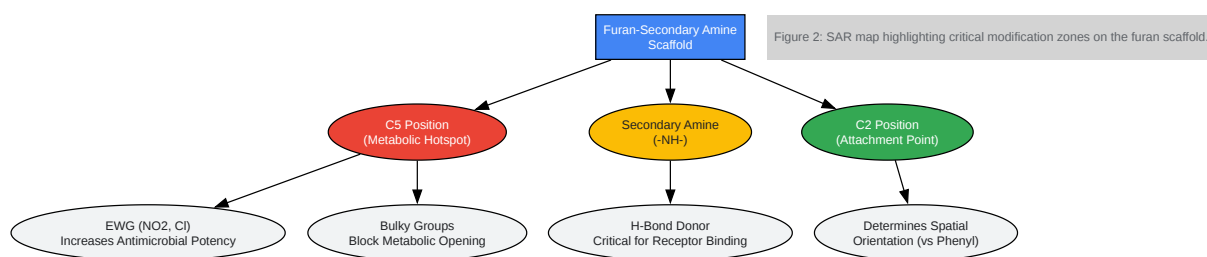 Furan-Secondary Amine
Scaffold
Figure 2: SAR map highlighting critical modification zones on the furan scaffold.
C5 Position
(Metabolic Hotspot)
Secondary Amine
(-NH-)
C2 Position
(Attachment Point)
EWG (NO2, Cl)
Increases Antimicrobial Potency
Bulky Groups
Block Metabolic Opening
H-Bond Donor
Critical for Receptor Binding
Determines Spatial
Orientation (vs Phenyl)